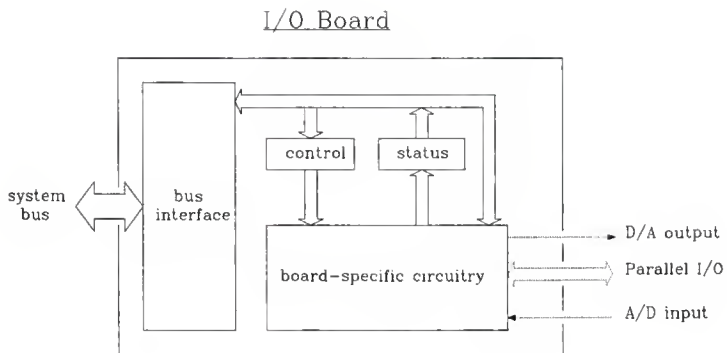 I/O Board
control
status
system
bus
bus
interface
board-specific circuitry
D/A output
Parallel I/O
A/D input